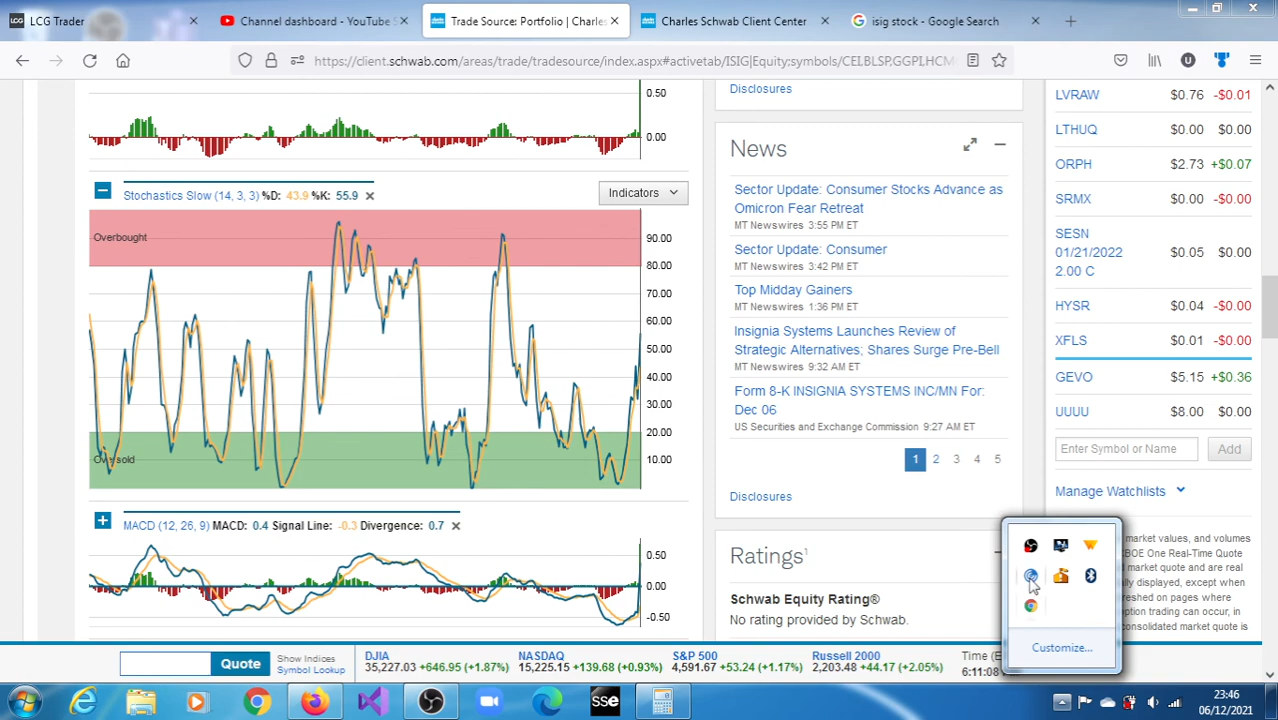 LCG Trader
Channel dashboard - YouTube S
Trade Source: Portfolio | Charles
Charles Schwab Client Center
isig stock - Google Search
https://client.schwab.com/areas/trade/tradesource/index.aspx#activetab/ISIG|Equity;symbols/CEI,BLSP,GGPI,HCM
0.50
0.00
Stochastics Slow (14, 3, 3) %D: 43.9 %K: 55.9
Indicators
Overbought
90.00
80.00
70.00
60.00
50.00
40.00
30.00
20.00
Oversold
10.00
MACD (12, 26, 9) MACD: 0.4 Signal Line: -0.3 Divergence: 0.7
0.50
0.00
-0.50
Disclosures
News
Sector Update: Consumer Stocks Advance as
Omicron Fear Retreat
MT Newswires 3:55 PM ET
Sector Update: Consumer
MT Newswires 3:42 PM ET
Top Midday Gainers
MT Newswires 1:36 PM ET
Insignia Systems Launches Review of
Strategic Alternatives; Shares Surge Pre-Bell
MT Newswires 9:32 AM ET
Form 8-K INSIGNIA SYSTEMS INC/MN For:
Dec 06
US Securities and Exchange Commission 9:27 AM ET
1 2 3 4 5
Disclosures
Ratings¹
Schwab Equity Rating®
No rating provided by Schwab.
LVRAW $0.76 -$0.01
LTHUQ $0.00 $0.00
ORPH $2.73 +$0.07
SRMX $0.00 -$0.00
SESN
01/21/2022 $0.05 $0.00
2.00 C
HYSR $0.04 -$0.00
XFLS $0.01 -$0.00
GEVO $5.15 +$0.36
UUUU $8.00 $0.00
Enter Symbol or Name Add
Manage Watchlists
market values, and volumes
CBOE One Real-Time Quote
market quote and are real
lly displayed, except when
reshed on pages where
option trading can occur, in
consolidated market quote is
Customize...
Quote
Show Indices
Symbol Lookup
DJIA
35,227.03 +646.95 (+1.87%)
NASDAQ
15,225.15 +139.68 (+0.93%)
S&P 500
4,591.67 +53.24 (+1.17%)
Russell 2000
2,203.48 +44.17 (+2.05%)
Time (E
6:11:08
sse
23:46
06/12/2021